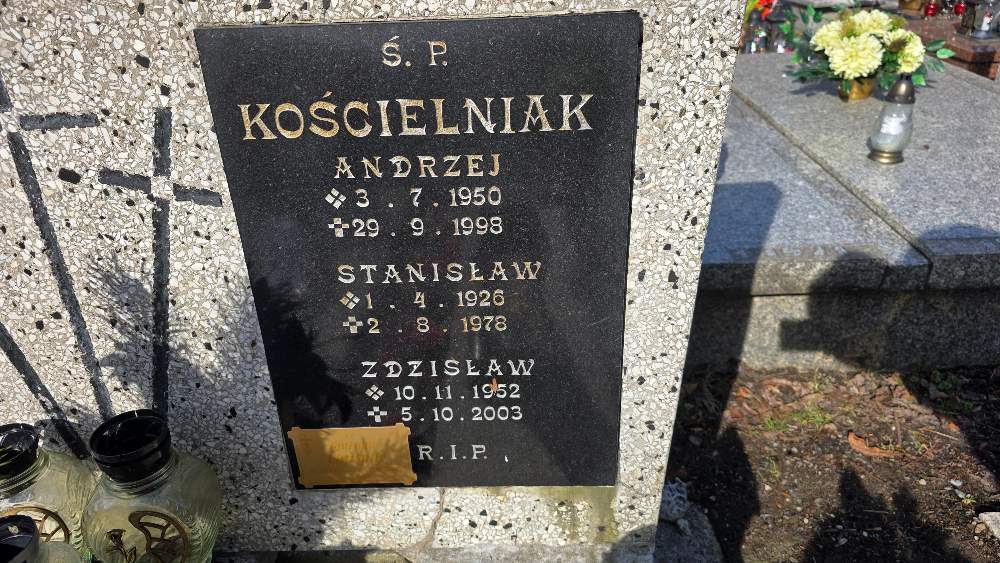 Ś. P.
KOŚCIELNIAK
ANDRZEJ
3 . 7 . 1950
29 . 9 . 1998
STANISŁAW
1 . 4 . 1926
2 . 8 . 1978
ZDZISŁAW
10 . 11 . 1952
5 . 10 . 2003
R.I.P.